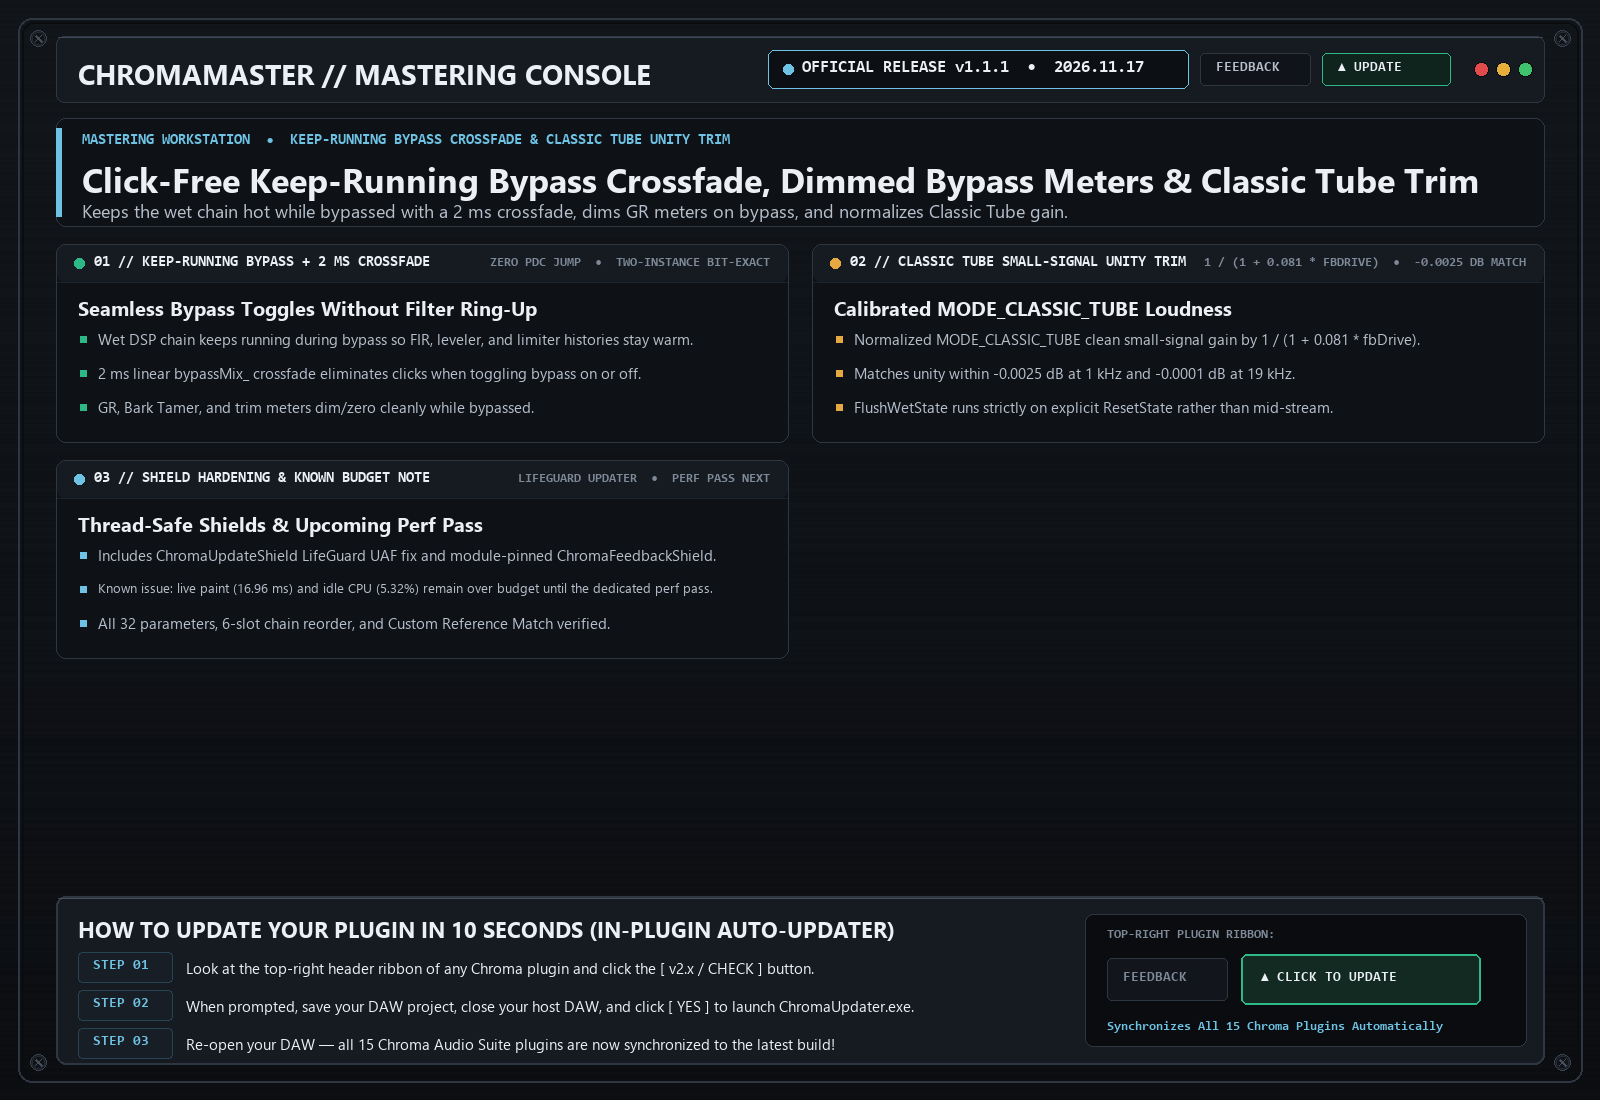 CHROMAMASTER // MASTERING CONSOLE
OFFICIAL RELEASE v1.1.1 • 2026.11.17
FEEDBACK
▲ UPDATE
MASTERING WORKSTATION • KEEP-RUNNING BYPASS CROSSFADE & CLASSIC TUBE UNITY TRIM
Click-Free Keep-Running Bypass Crossfade, Dimmed Bypass Meters & Classic Tube Trim
Keeps the wet chain hot while bypassed with a 2 ms crossfade, dims GR meters on bypass, and normalizes Classic Tube gain.
01 // KEEP-RUNNING BYPASS + 2 MS CROSSFADE
ZERO PDC JUMP • TWO-INSTANCE BIT-EXACT
Seamless Bypass Toggles Without Filter Ring-Up
Wet DSP chain keeps running during bypass so FIR, leveler, and limiter histories stay warm.
2 ms linear bypassMix_ crossfade eliminates clicks when toggling bypass on or off.
GR, Bark Tamer, and trim meters dim/zero cleanly while bypassed.
02 // CLASSIC TUBE SMALL-SIGNAL UNITY TRIM
1 / (1 + 0.081 * FBDRIVE) • -0.0025 DB MATCH
Calibrated MODE_CLASSIC_TUBE Loudness
Normalized MODE_CLASSIC_TUBE clean small-signal gain by 1 / (1 + 0.081 * fbDrive).
Matches unity within -0.0025 dB at 1 kHz and -0.0001 dB at 19 kHz.
FlushWetState runs strictly on explicit ResetState rather than mid-stream.
03 // SHIELD HARDENING & KNOWN BUDGET NOTE
LIFEGUARD UPDATER • PERF PASS NEXT
Thread-Safe Shields & Upcoming Perf Pass
Includes ChromaUpdateShield LifeGuard UAF fix and module-pinned ChromaFeedbackShield.
Known issue: live paint (16.96 ms) and idle CPU (5.32%) remain over budget until the dedicated perf pass.
All 32 parameters, 6-slot chain reorder, and Custom Reference Match verified.
HOW TO UPDATE YOUR PLUGIN IN 10 SECONDS (IN-PLUGIN AUTO-UPDATER)
STEP 01
Look at the top-right header ribbon of any Chroma plugin and click the [ v2.x / CHECK ] button.
STEP 02
When prompted, save your DAW project, close your host DAW, and click [ YES ] to launch ChromaUpdater.exe.
STEP 03
Re-open your DAW — all 15 Chroma Audio Suite plugins are now synchronized to the latest build!
TOP-RIGHT PLUGIN RIBBON:
FEEDBACK
▲ CLICK TO UPDATE
Synchronizes All 15 Chroma Plugins Automatically